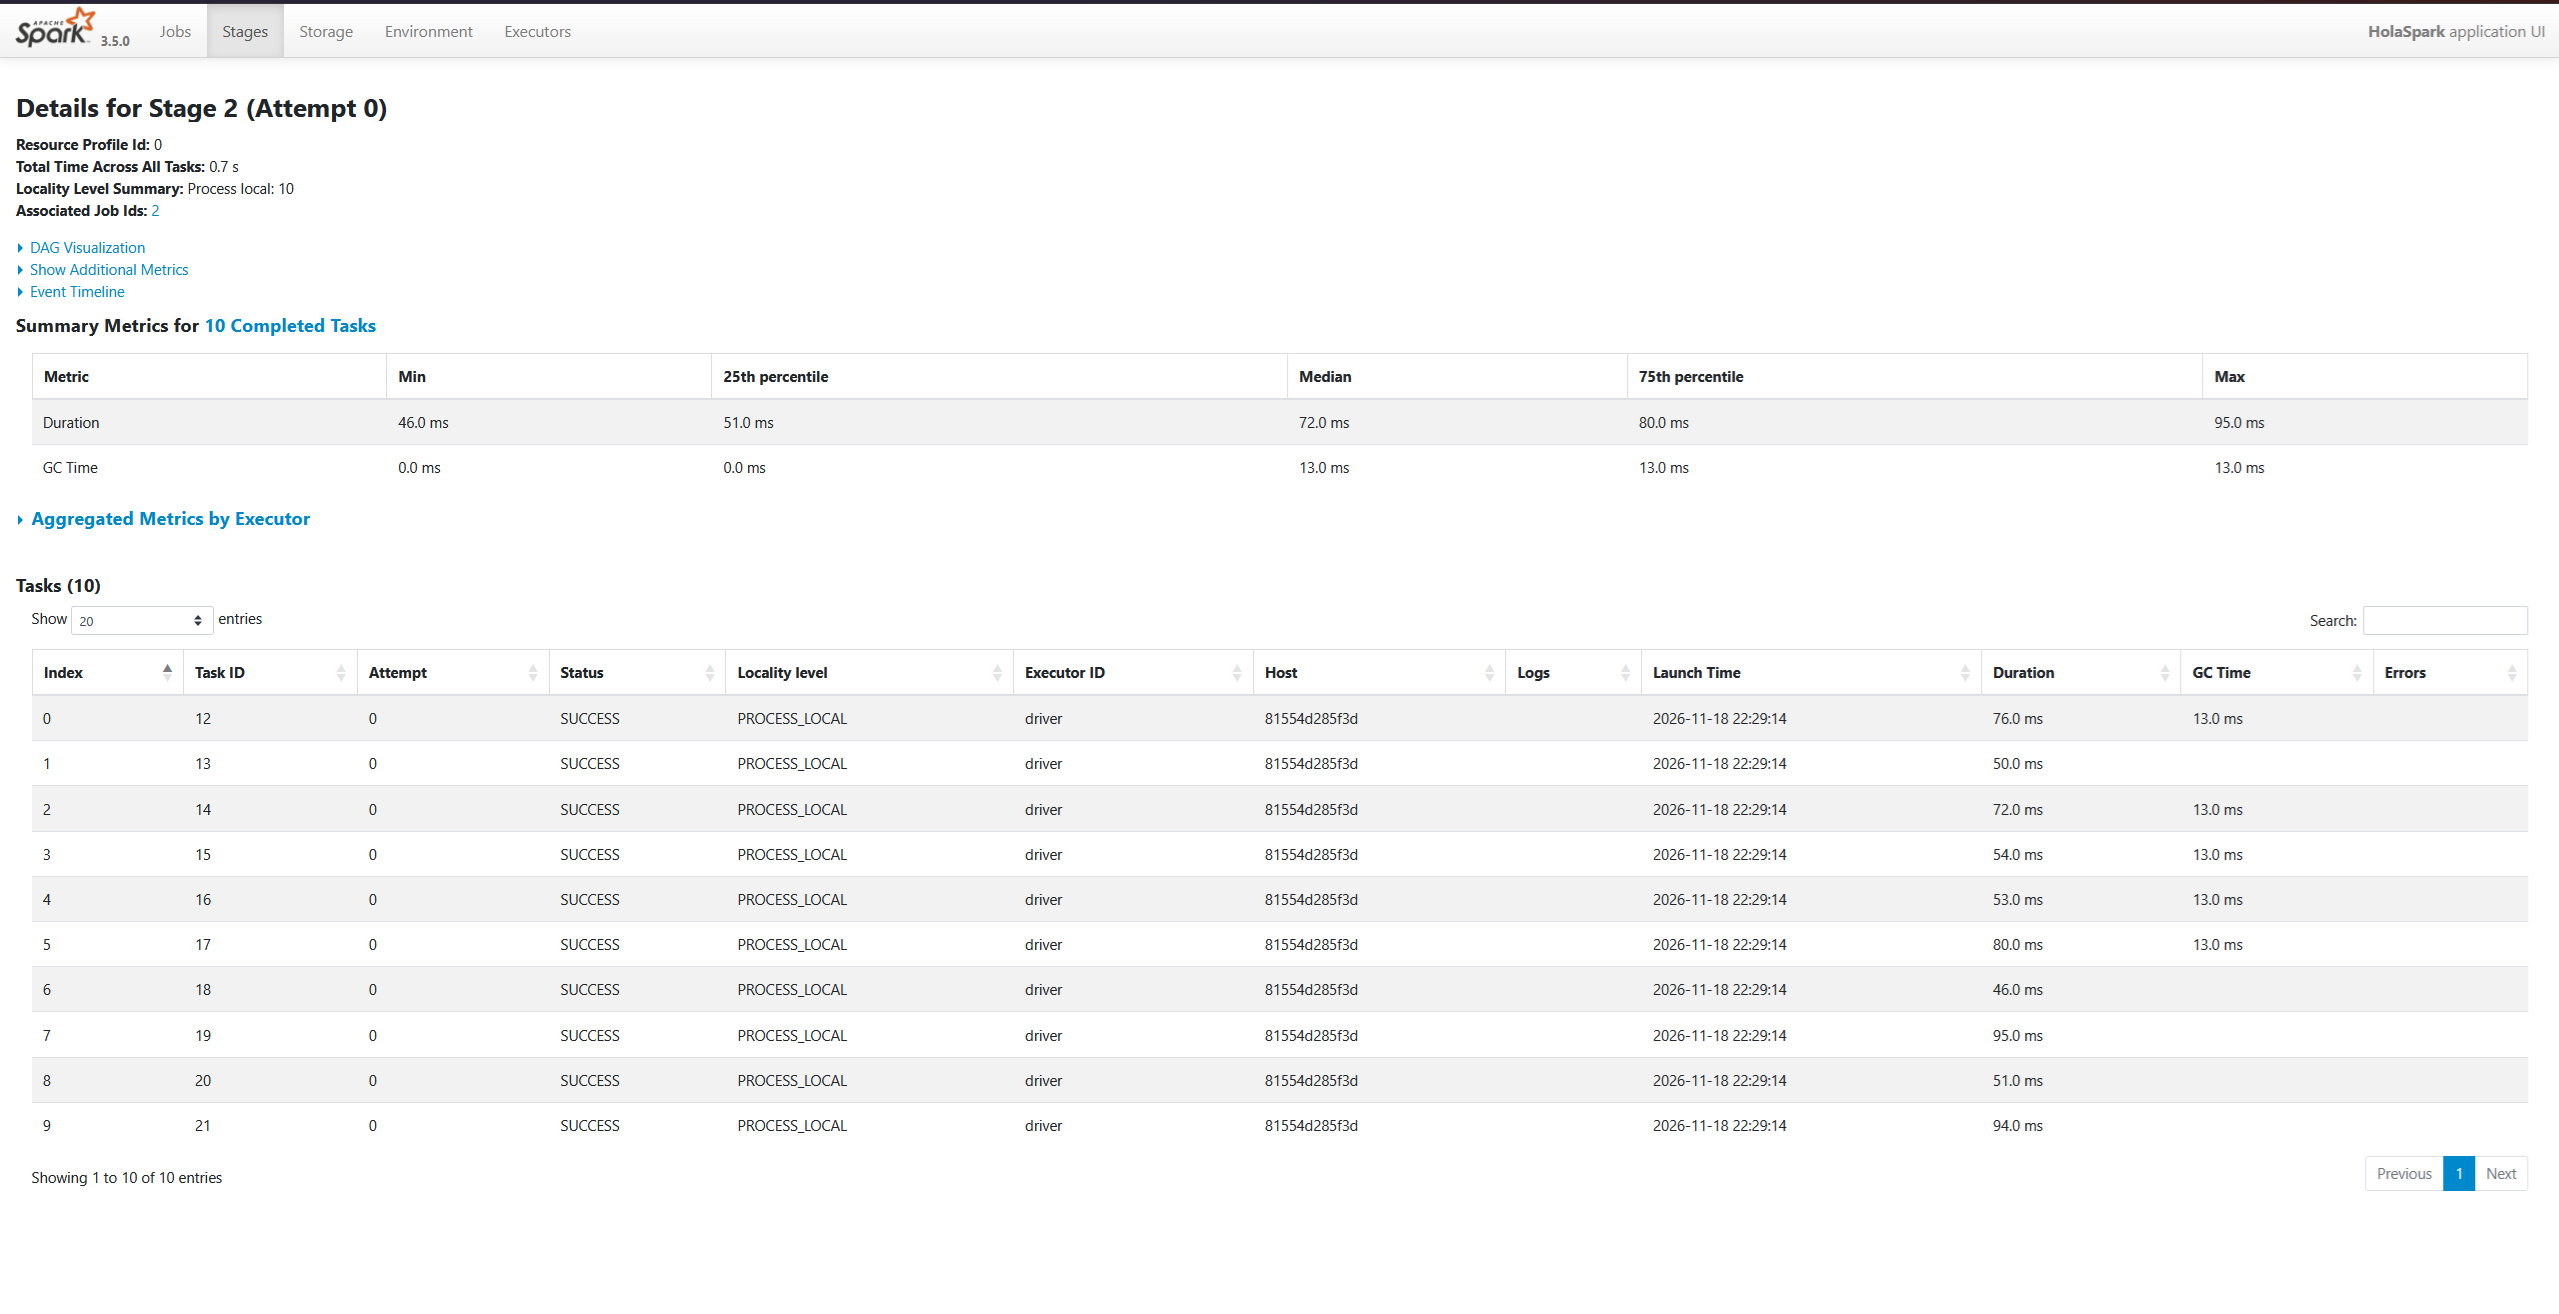 APACHE Spark 3.5.0 Jobs Stages Storage Environment Executors HolaSpark application UI
Details for Stage 2 (Attempt 0)
Resource Profile Id: 0
Total Time Across All Tasks: 0.7 s
Locality Level Summary: Process local: 10
Associated Job Ids: 2
DAG Visualization
Show Additional Metrics
Event Timeline
Summary Metrics for 10 Completed Tasks
Metric Min 25th percentile Median 75th percentile Max
Duration 46.0 ms 51.0 ms 72.0 ms 80.0 ms 95.0 ms
GC Time 0.0 ms 0.0 ms 13.0 ms 13.0 ms 13.0 ms
Aggregated Metrics by Executor
Tasks (10)
Show 20 entries Search:
Index Task ID Attempt Status Locality level Executor ID Host Logs Launch Time Duration GC Time Errors
0 12 0 SUCCESS PROCESS_LOCAL driver 81554d285f3d 2026-11-18 22:29:14 76.0 ms 13.0 ms
1 13 0 SUCCESS PROCESS_LOCAL driver 81554d285f3d 2026-11-18 22:29:14 50.0 ms
2 14 0 SUCCESS PROCESS_LOCAL driver 81554d285f3d 2026-11-18 22:29:14 72.0 ms 13.0 ms
3 15 0 SUCCESS PROCESS_LOCAL driver 81554d285f3d 2026-11-18 22:29:14 54.0 ms 13.0 ms
4 16 0 SUCCESS PROCESS_LOCAL driver 81554d285f3d 2026-11-18 22:29:14 53.0 ms 13.0 ms
5 17 0 SUCCESS PROCESS_LOCAL driver 81554d285f3d 2026-11-18 22:29:14 80.0 ms 13.0 ms
6 18 0 SUCCESS PROCESS_LOCAL driver 81554d285f3d 2026-11-18 22:29:14 46.0 ms
7 19 0 SUCCESS PROCESS_LOCAL driver 81554d285f3d 2026-11-18 22:29:14 95.0 ms
8 20 0 SUCCESS PROCESS_LOCAL driver 81554d285f3d 2026-11-18 22:29:14 51.0 ms
9 21 0 SUCCESS PROCESS_LOCAL driver 81554d285f3d 2026-11-18 22:29:14 94.0 ms
Showing 1 to 10 of 10 entries Previous 1 Next